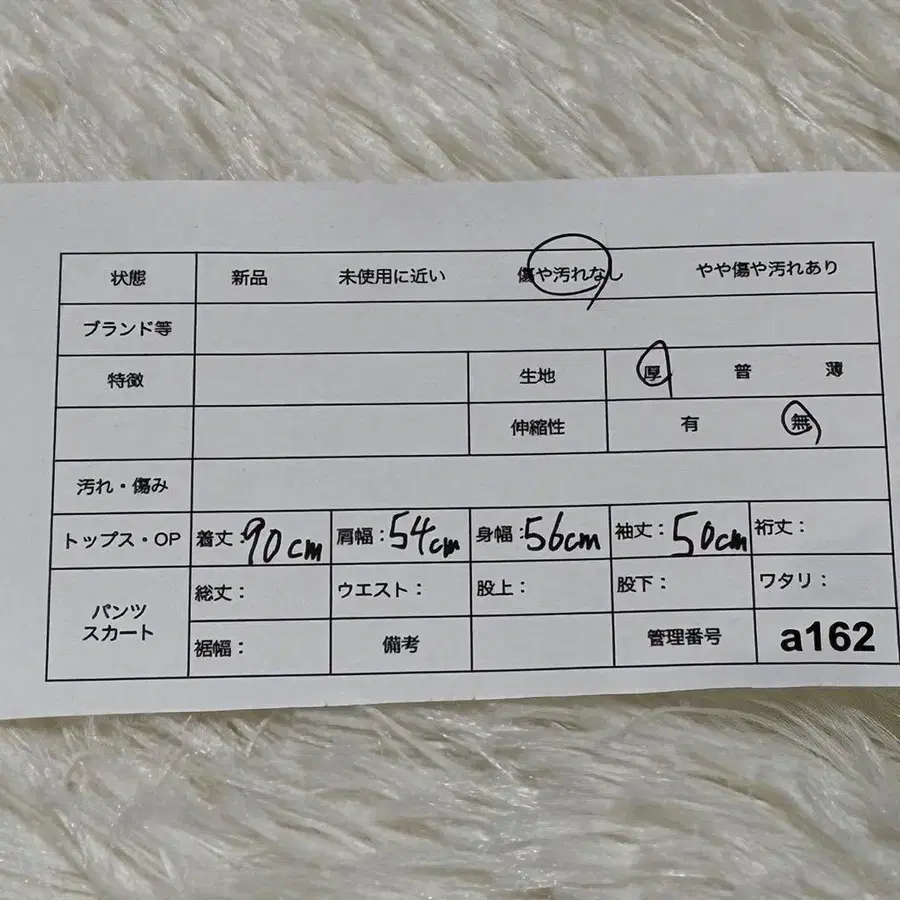 状態 新品 未使用に近い 傷や汚れなし やや傷や汚れあり
ブランド等
特徴 生地 厚 普 薄
伸縮性 有 無
汚れ・傷み
トップス・OP 着丈:90cm 肩幅:54cm 身幅:56cm 袖丈:50cm 裄丈:
パンツ
スカート
総丈: ウエスト: 股上: 股下: ワタリ:
裾幅: 備考 管理番号 a162